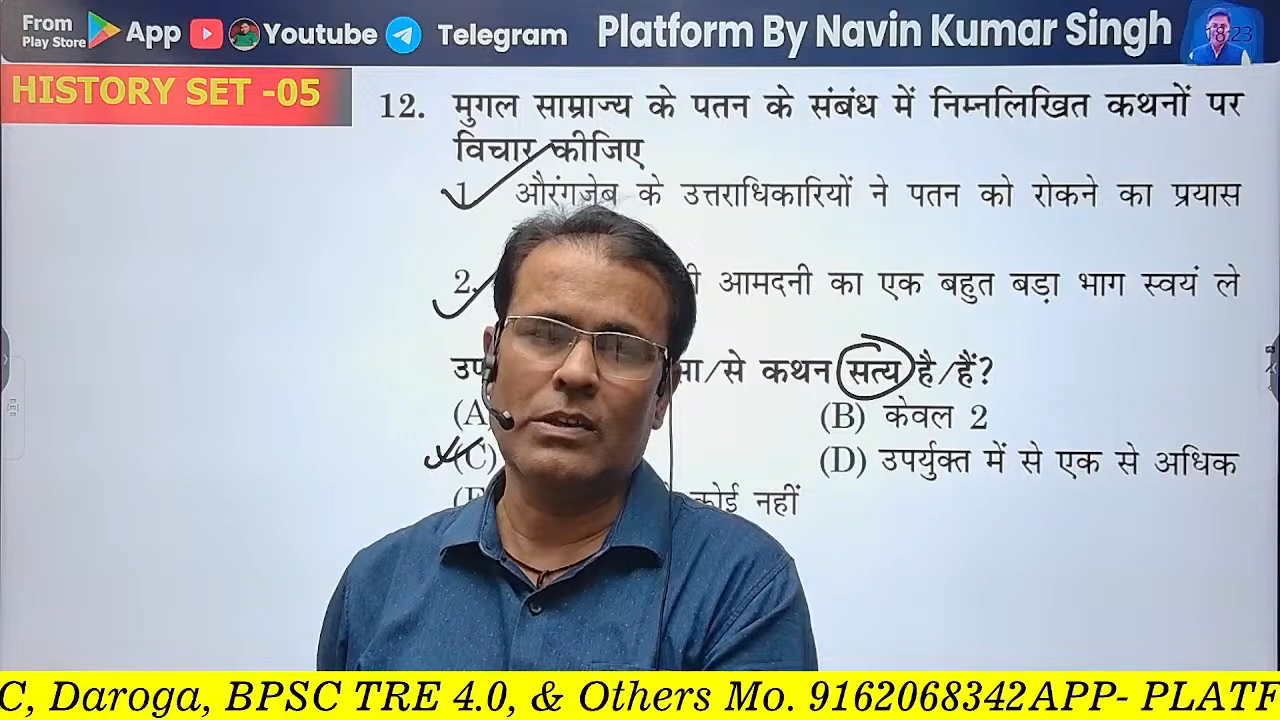 From
Play Store
App
Youtube
Telegram
Platform By Navin Kumar Singh
18:23
HISTORY SET -05
12. मुगल साम्राज्य के पतन के संबंध में निम्नलिखित कथनों पर
विचार कीजिए
1 औरंगजेब के उत्तराधिकारियों ने पतन को रोकने का प्रयास
2. आमदनी का एक बहुत बड़ा भाग स्वयं ले
/से कथन सत्य है/हैं?
(A
(B) केवल 2
(C)
(D) उपर्युक्त में से एक से अधिक
कोई नहीं
C, Daroga, BPSC TRE 4.0, & Others Mo. 9162068342APP- PLATF